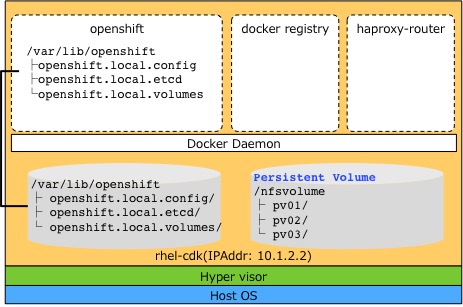 openshift
docker registry
haproxy-router
/var/lib/openshift
├openshift.local.config
├openshift.local.etcd
└openshift.local.volumes
Docker Daemon
/var/lib/openshift
├ openshift.local.config/
├ openshift.local.etcd/
└ openshift.local.volumes/
Persistent Volume
/nfsvolume
├ pv01/
├ pv02/
└ pv03/
rhel-cdk(IPAddr: 10.1.2.2)
Hyper visor
Host OS